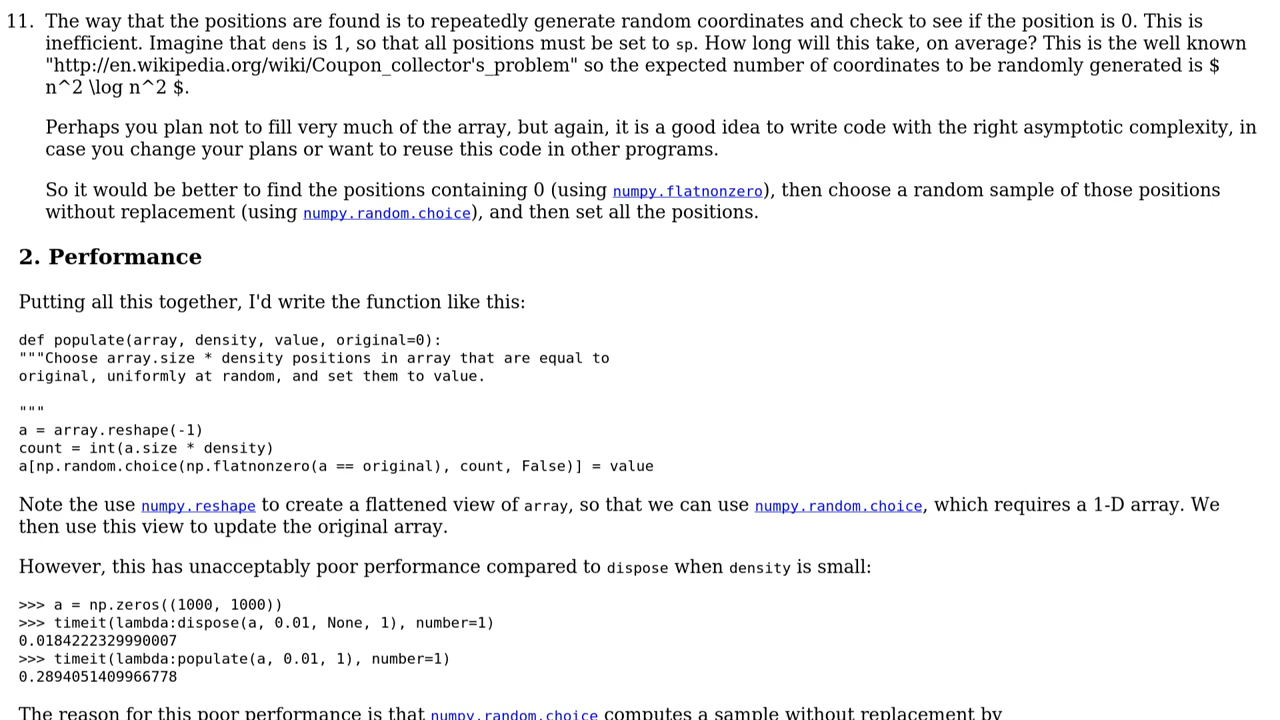 11. The way that the positions are found is to repeatedly generate random coordinates and check to see if the position is 0. This is
inefficient. Imagine that dens is 1, so that all positions must be set to sp. How long will this take, on average? This is the well known
"http://en.wikipedia.org/wiki/Coupon_collector's_problem" so the expected number of coordinates to be randomly generated is $
n^2 \log n^2 $.
Perhaps you plan not to fill very much of the array, but again, it is a good idea to write code with the right asymptotic complexity, in
case you change your plans or want to reuse this code in other programs.
So it would be better to find the positions containing 0 (using numpy.flatnonzero), then choose a random sample of those positions
without replacement (using numpy.random.choice), and then set all the positions.
2. Performance
Putting all this together, I'd write the function like this:
def populate(array, density, value, original=0):
"""Choose array.size * density positions in array that are equal to
original, uniformly at random, and set them to value.
"""
a = array.reshape(-1)
count = int(a.size * density)
a[np.random.choice(np.flatnonzero(a == original), count, False)] = value
Note the use numpy.reshape to create a flattened view of array, so that we can use numpy.random.choice, which requires a 1-D array. We
then use this view to update the original array.
However, this has unacceptably poor performance compared to dispose when density is small:
>>> a = np.zeros((1000, 1000))
>>> timeit(lambda:dispose(a, 0.01, None, 1), number=1)
0.0184222329990007
>>> timeit(lambda:populate(a, 0.01, 1), number=1)
0.2894051409966778
The reason for this poor performance is that numpy.random.choice computes a sample without replacement by